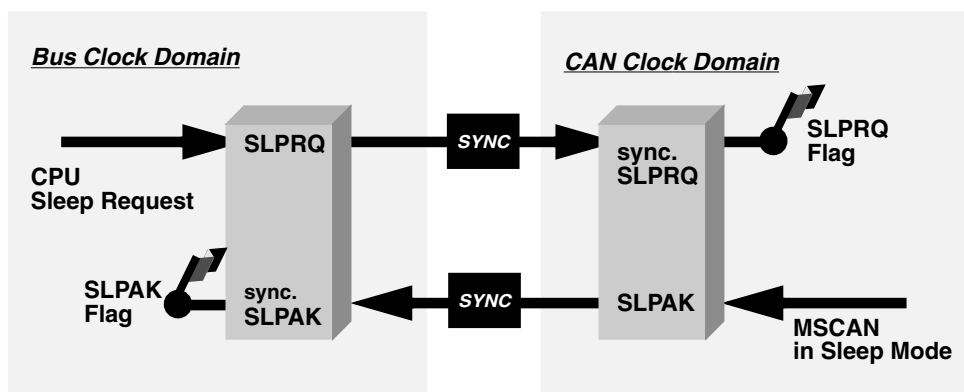 Bus Clock Domain
CAN Clock Domain
SLPRQ
SYNC
sync.
SLPRQ
SLPRQ
Flag
CPU
Sleep Request
SLPAK
Flag
sync.
SLPAK
SYNC
SLPAK
MSCAN
in Sleep Mode